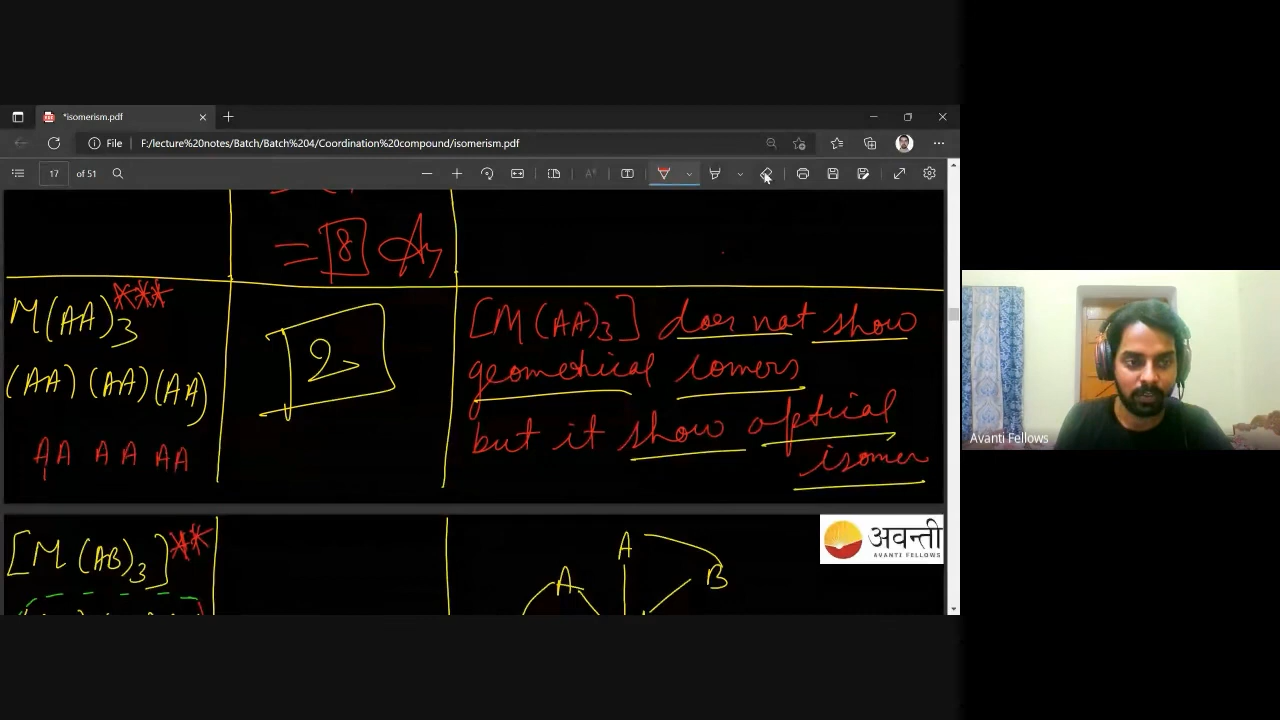 *isomerism.pdf
File
F:/lecture%20notes/Batch/Batch%204/Coordination%20compound/isomerism.pdf
17 of 51
= 8 Ans
M(AA)3 ***
(AA) (AA) (AA)
AA AA AA
2
[M(AA)3] does not show
geometrical isomers
but it show optical
isomer
Avanti Fellows
[M(AB)3] **
A
B
A
अवन्ती
AVANTI FELLOWS